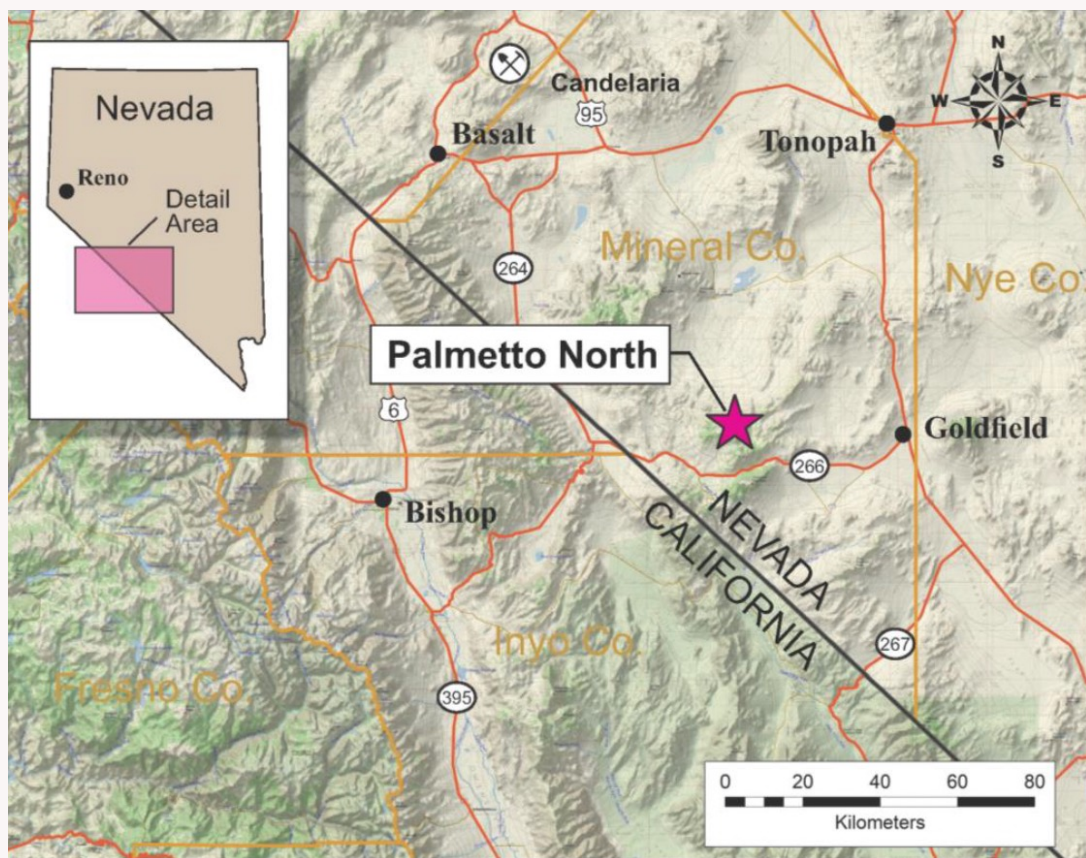 Nevada
Reno
Detail
Area
Candelaria
95
Basalt
Tonopah
N
W
E
S
264
Mineral Co.
Nye Co.
Palmetto North
6
Goldfield
266
Bishop
NEVADA
CALIFORNIA
Inyo Co.
267
Fresno Co.
395
0 20 40 60 80
Kilometers